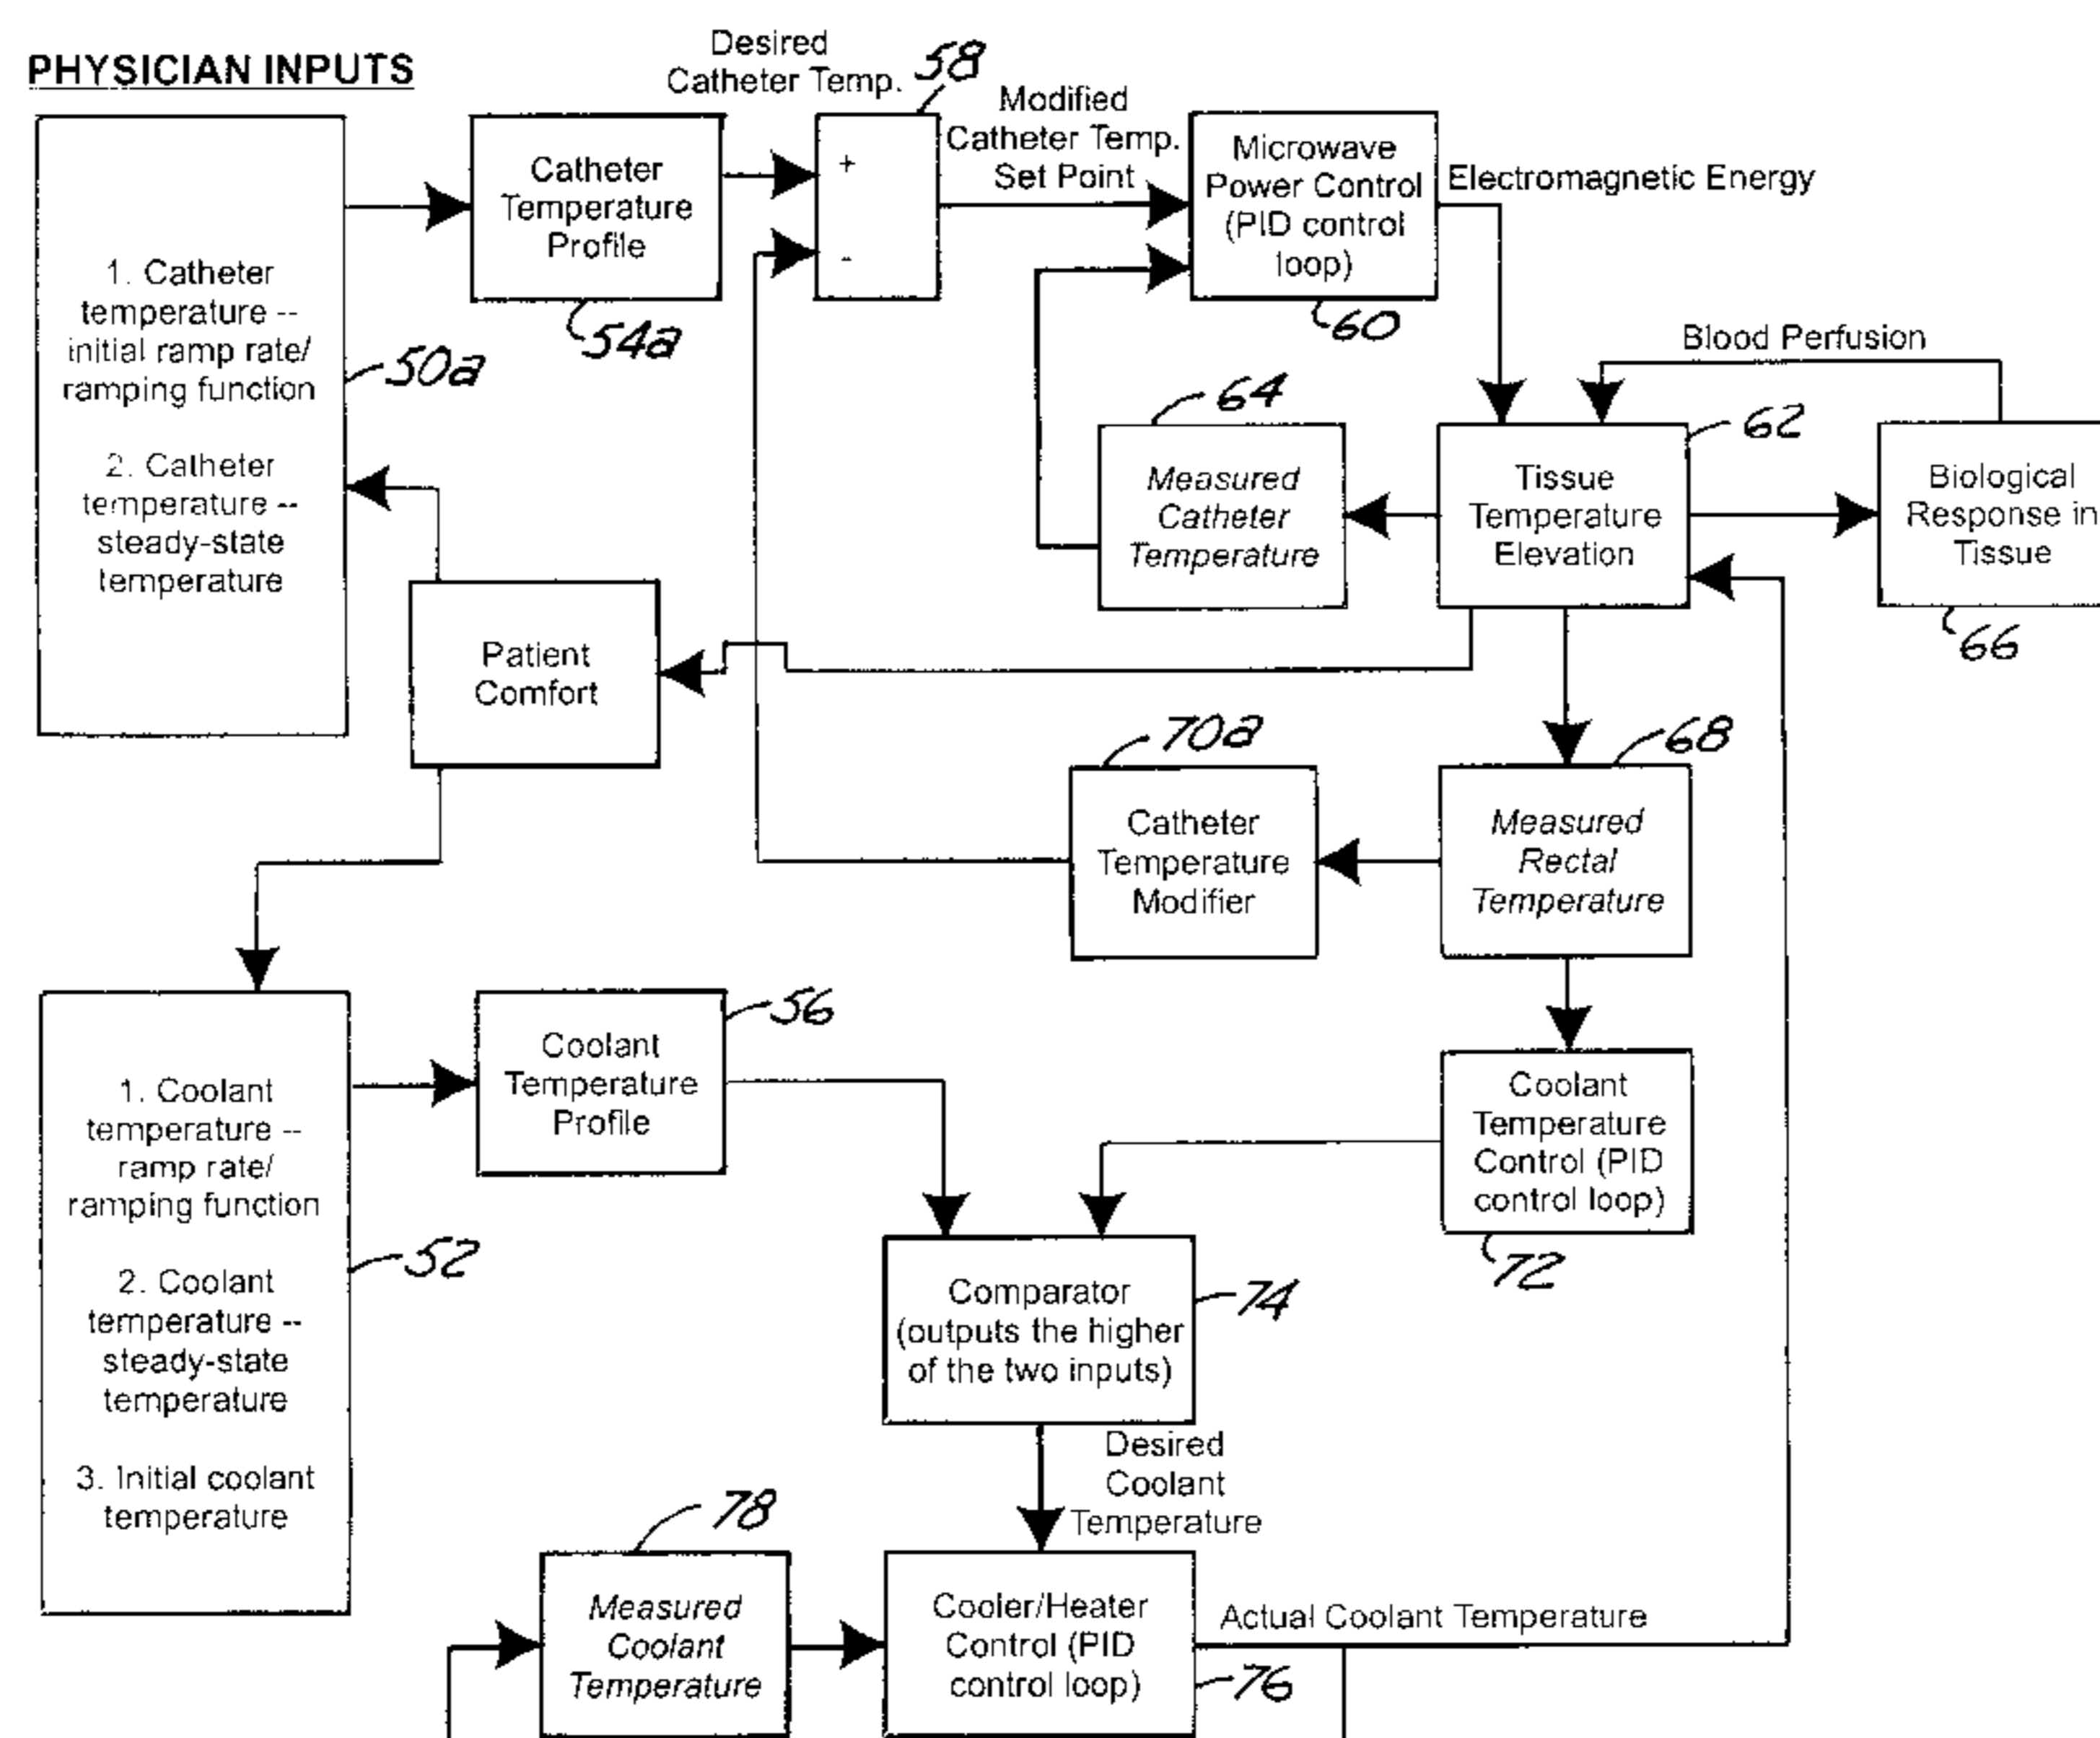 PHYSICIAN INPUTS
Desired
Catheter Temp.
58
Modified
Catheter Temp.
Set Point
1. Catheter
temperature --
initial ramp rate/
ramping function
2. Catheter
temperature --
steady-state
temperature
50a
Catheter
Temperature
Profile
54a
+
-
Microwave
Power Control
(PID control
loop)
60
Electromagnetic Energy
Blood Perfusion
64
Measured
Catheter
Temperature
62
Tissue
Temperature
Elevation
Biological
Response in
Tissue
66
Patient
Comfort
70a
Catheter
Temperature
Modifier
68
Measured
Rectal
Temperature
1. Coolant
temperature --
ramp rate/
ramping function
2. Coolant
temperature --
steady-state
temperature
3. Initial coolant
temperature
52
Coolant
Temperature
Profile
56
Coolant
Temperature
Control (PID
control loop)
72
Comparator
(outputs the higher
of the two inputs)
74
Desired
Coolant
Temperature
78
Measured
Coolant
Temperature
Cooler/Heater
Control (PID
control loop)
76
Actual Coolant Temperature